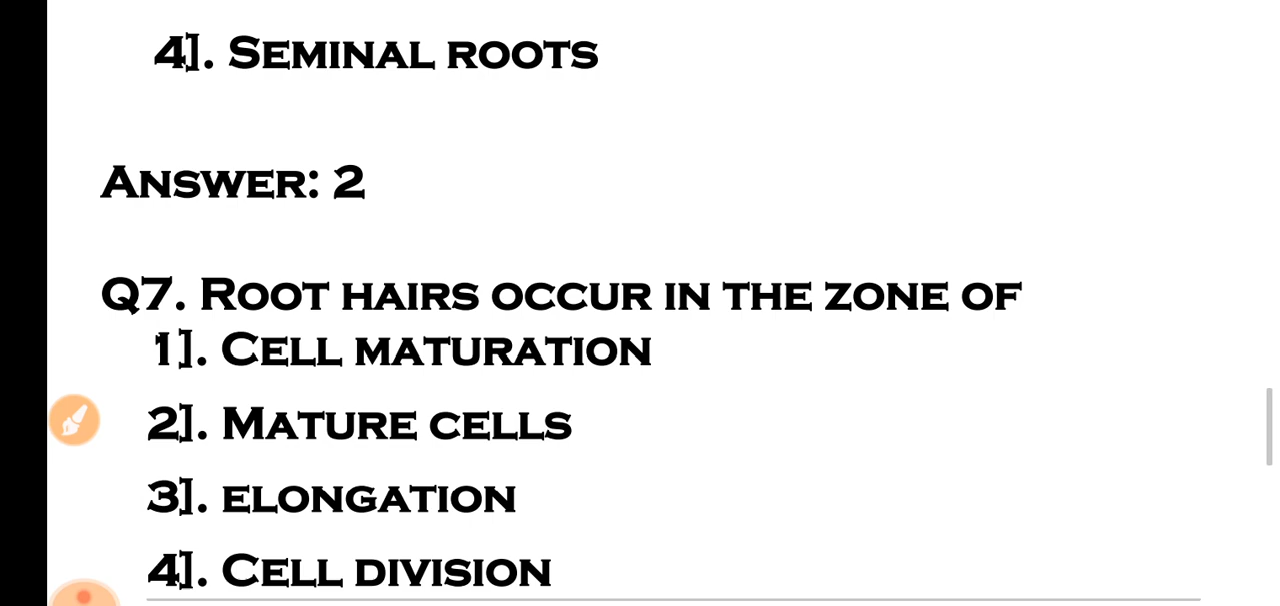 4]. Seminal roots
Answer: 2
Q7. Root hairs occur in the zone of
1]. Cell maturation
2]. Mature cells
3]. elongation
4]. Cell division